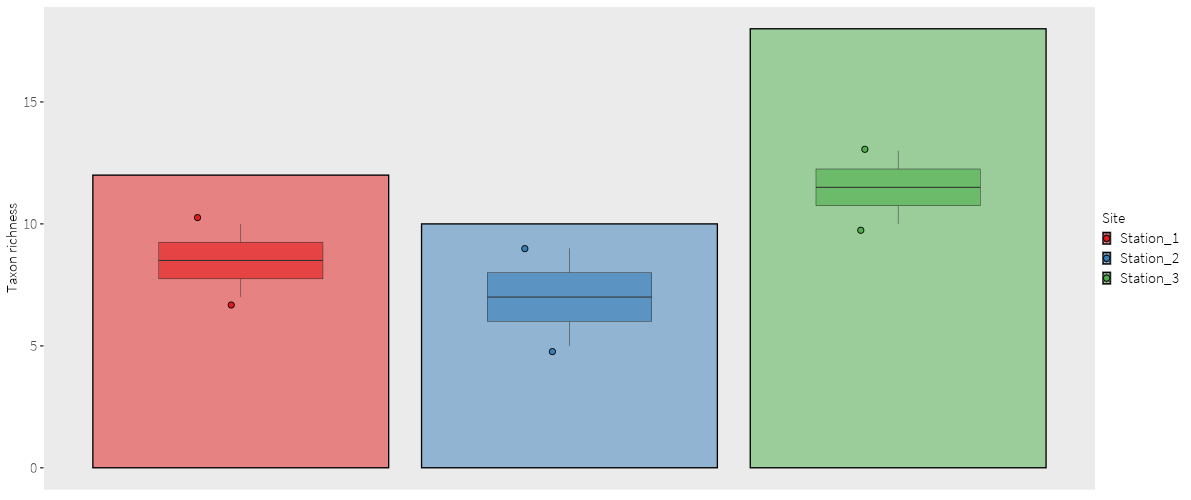 Taxon richness
15
10
5
0
Site
Station_1
Station_2
Station_3